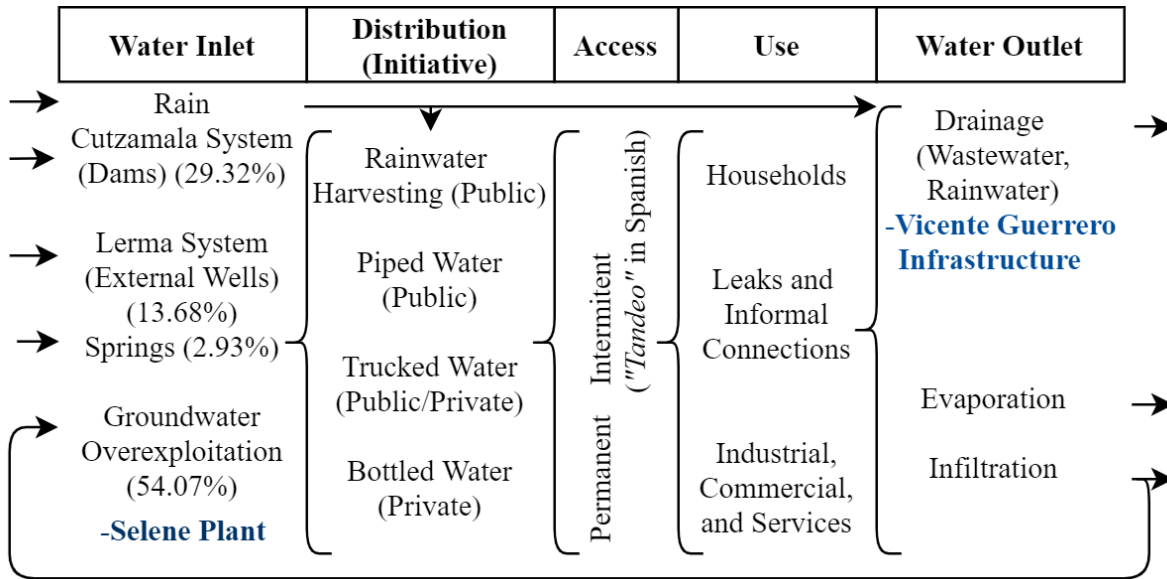 Water Inlet
Distribution
(Initiative)
Access
Use
Water Outlet
Rain
Cutzamala System
(Dams) (29.32%)
Lerma System
(External Wells)
(13.68%)
Springs (2.93%)
Groundwater
Overexploitation
(54.07%)
-Selene Plant
Rainwater
Harvesting (Public)
Piped Water
(Public)
Trucked Water
(Public/Private)
Bottled Water
(Private)
Permanent
Intermitent
("Tandeo" in Spanish)
Households
Leaks and
Informal
Connections
Industrial,
Commercial,
and Services
Drainage
(Wastewater,
Rainwater)
-Vicente Guerrero
Infrastructure
Evaporation
Infiltration